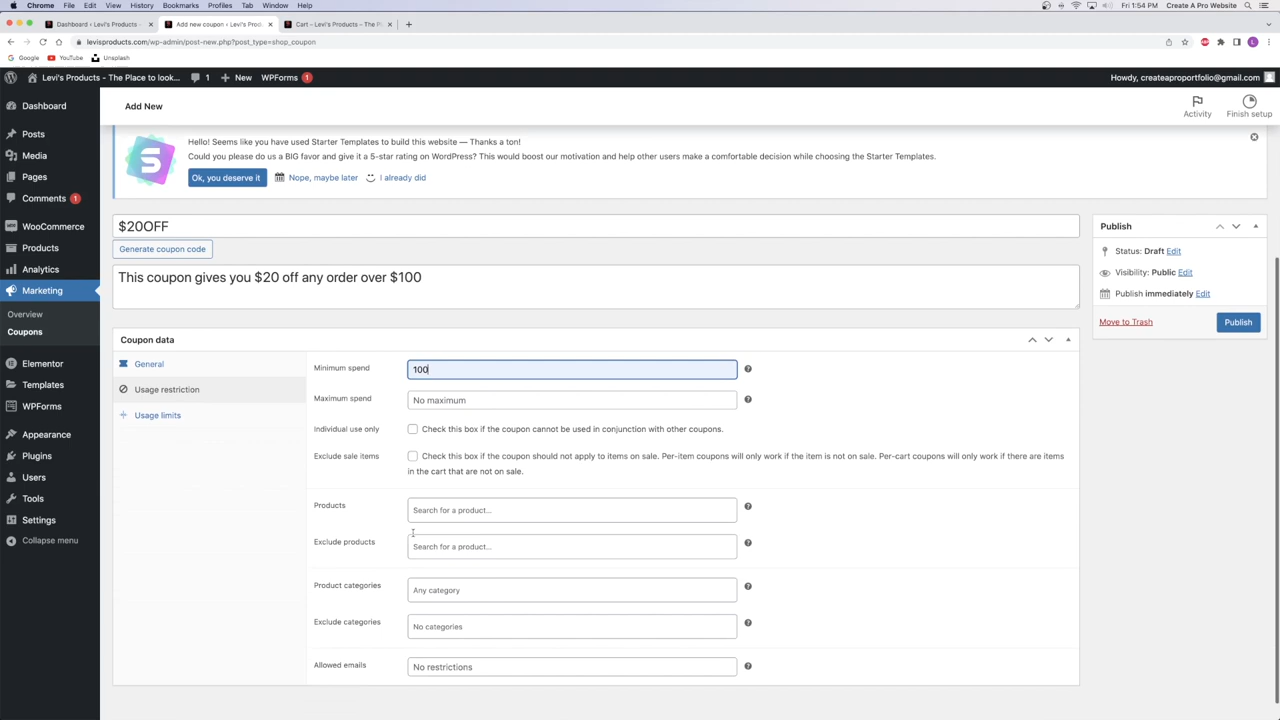 Chrome File Edit View History Bookmarks Profiles Tab Window Help
Fri 1:54 PM Create A Pro Website
Dashboard ‹ Levi's Products -
Add new coupon ‹ Levi's Produ
Cart – Levi's Products – The Pl
levisproducts.com/wp-admin/post-new.php?post_type=shop_coupon
Google YouTube Unsplash
Levi's Products - The Place to look... 1 New WPForms 1
Howdy, createaproportfolio@gmail.com
Dashboard
Posts
Media
Pages
Comments 1
WooCommerce
Products
Analytics
Marketing
Overview
Coupons
Elementor
Templates
WPForms
Appearance
Plugins
Users
Tools
Settings
Collapse menu
Add New
Activity
Finish setup
Hello! Seems like you have used Starter Templates to build this website — Thanks a ton!
Could you please do us a BIG favor and give it a 5-star rating on WordPress? This would boost our motivation and help other users make a comfortable decision while choosing the Starter Templates.
Ok, you deserve it Nope, maybe later I already did
$20OFF
Generate coupon code
This coupon gives you $20 off any order over $100
Coupon data
General
Usage restriction
Usage limits
Minimum spend 100
Maximum spend No maximum
Individual use only Check this box if the coupon cannot be used in conjunction with other coupons.
Exclude sale items Check this box if the coupon should not apply to items on sale. Per-item coupons will only work if the item is not on sale. Per-cart coupons will only work if there are items
in the cart that are not on sale.
Products Search for a product...
Exclude products Search for a product...
Product categories Any category
Exclude categories No categories
Allowed emails No restrictions
Publish
Status: Draft Edit
Visibility: Public Edit
Publish immediately Edit
Move to Trash Publish